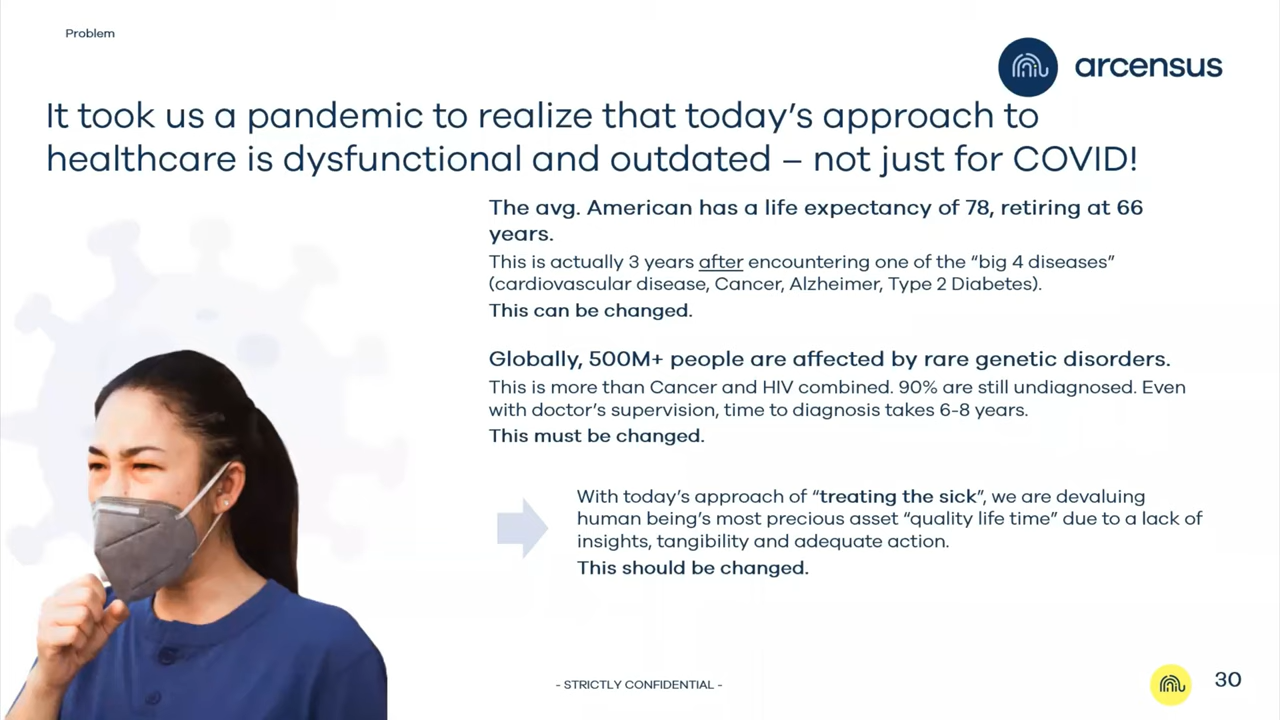 Problem
arcensus
It took us a pandemic to realize that today's approach to
healthcare is dysfunctional and outdated – not just for COVID!
The avg. American has a life expectancy of 78, retiring at 66
years.
This is actually 3 years after encountering one of the “big 4 diseases”
(cardiovascular disease, Cancer, Alzheimer, Type 2 Diabetes).
This can be changed.
Globally, 500M+ people are affected by rare genetic disorders.
This is more than Cancer and HIV combined. 90% are still undiagnosed. Even
with doctor's supervision, time to diagnosis takes 6-8 years.
This must be changed.
With today's approach of “treating the sick”, we are devaluing
human being's most precious asset “quality life time” due to a lack of
insights, tangibility and adequate action.
This should be changed.
- STRICTLY CONFIDENTIAL -
30